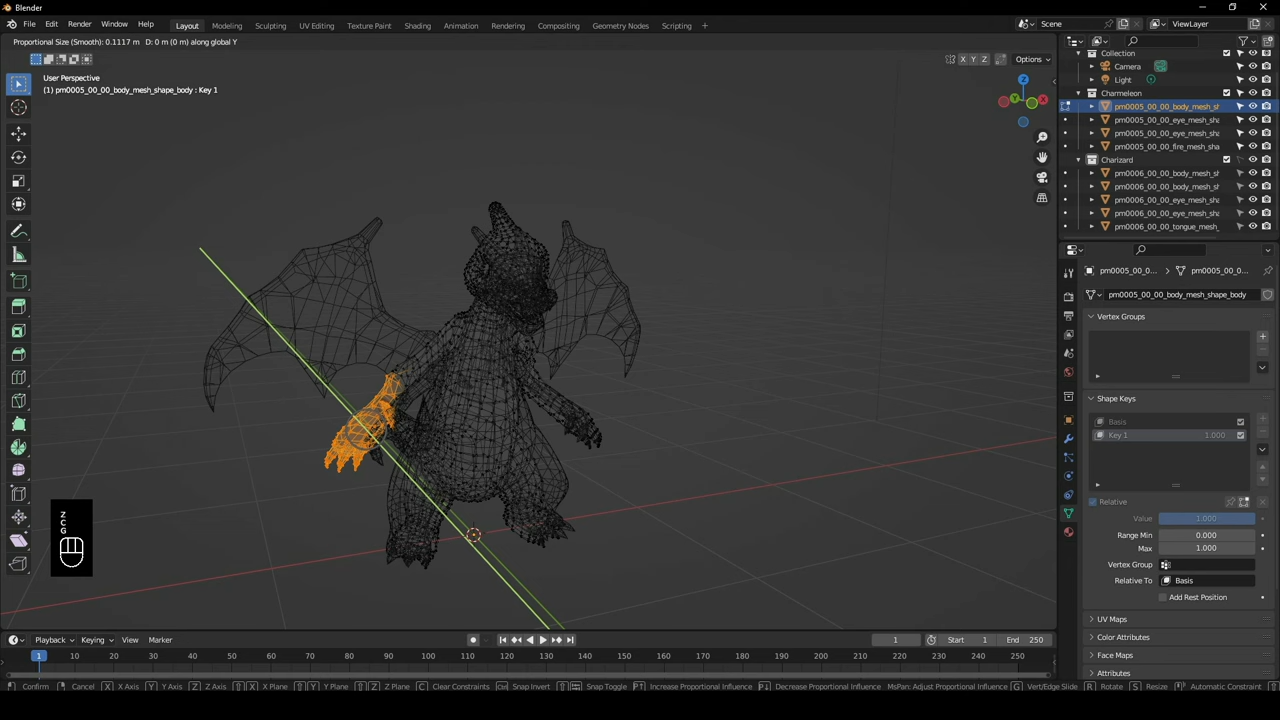 Blender
File Edit Render Window Help Layout Modeling Sculpting UV Editing Texture Paint Shading Animation Rendering Compositing Geometry Nodes Scripting + Scene ViewLayer
Proportional Size (Smooth): 0.1117 m D: 0 m (0 m) along global Y
X Y Z Options
User Perspective
(1) pm0005_00_00_body_mesh_shape_body : Key 1
Z
Y
X
Collection
Camera
Light
Charmeleon
pm0005_00_00_body_mesh_sh
pm0005_00_00_eye_mesh_sha
pm0005_00_00_eye_mesh_sha
pm0005_00_00_fire_mesh_sha
Charizard
pm0006_00_00_body_mesh_sh
pm0006_00_00_body_mesh_sh
pm0006_00_00_eye_mesh_sha
pm0006_00_00_eye_mesh_sha
pm0006_00_00_tongue_mesh_
pm0005_00_0... > pm0005_00_0...
pm0005_00_00_body_mesh_shape_body
Vertex Groups
Shape Keys
Basis
Key 1 1.000
Relative
Value 1.000
Range Min 0.000
Max 1.000
Vertex Group
Relative To Basis
Add Rest Position
UV Maps
Color Attributes
Face Maps
Attributes
Z
C
G
Playback Keying View Marker 1 Start 1 End 250
1 10 20 30 40 50 60 70 80 90 100 110 120 130 140 150 160 170 180 190 200 210 220 230 240 250
Confirm Cancel X X Axis Y Y Axis Z Z Axis X X Plane Y Y Plane Z Z Plane C Clear Constraints Ctrl Snap Invert Snap Toggle Increase Proportional Influence Decrease Proportional Influence MsPan: Adjust Proportional Influence G Vert/Edge Slide R Rotate S Resize Automatic Constraint